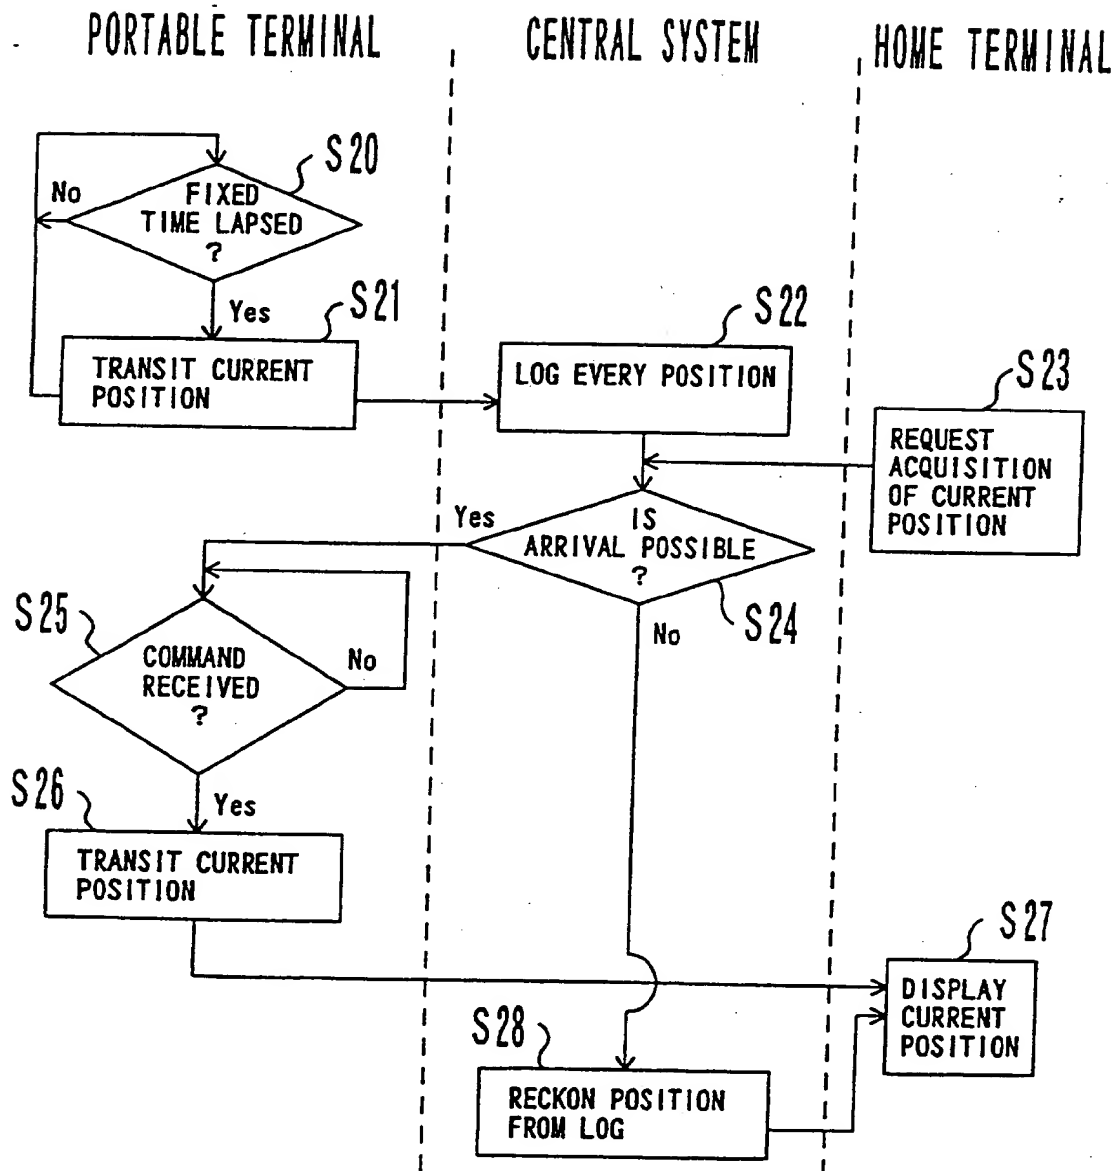 PORTABLE TERMINAL
CENTRAL SYSTEM
HOME TERMINAL
S20
No
FIXED
TIME LAPSED
?
Yes
S21
TRANSIT CURRENT
POSITION
S22
LOG EVERY POSITION
S23
REQUEST
ACQUISITION
OF CURRENT
POSITION
Yes
IS
ARRIVAL POSSIBLE
?
S24
No
S25
COMMAND
RECEIVED
?
No
Yes
S26
TRANSIT CURRENT
POSITION
S27
DISPLAY
CURRENT
POSITION
S28
RECKON POSITION
FROM LOG